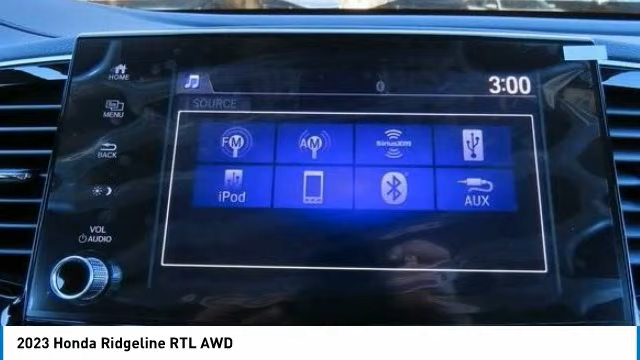 HOME
MENU
BACK
VOL
AUDIO
3:00
SOURCE
FM
AM
SiriusXM
iPod
AUX
2023 Honda Ridgeline RTL AWD